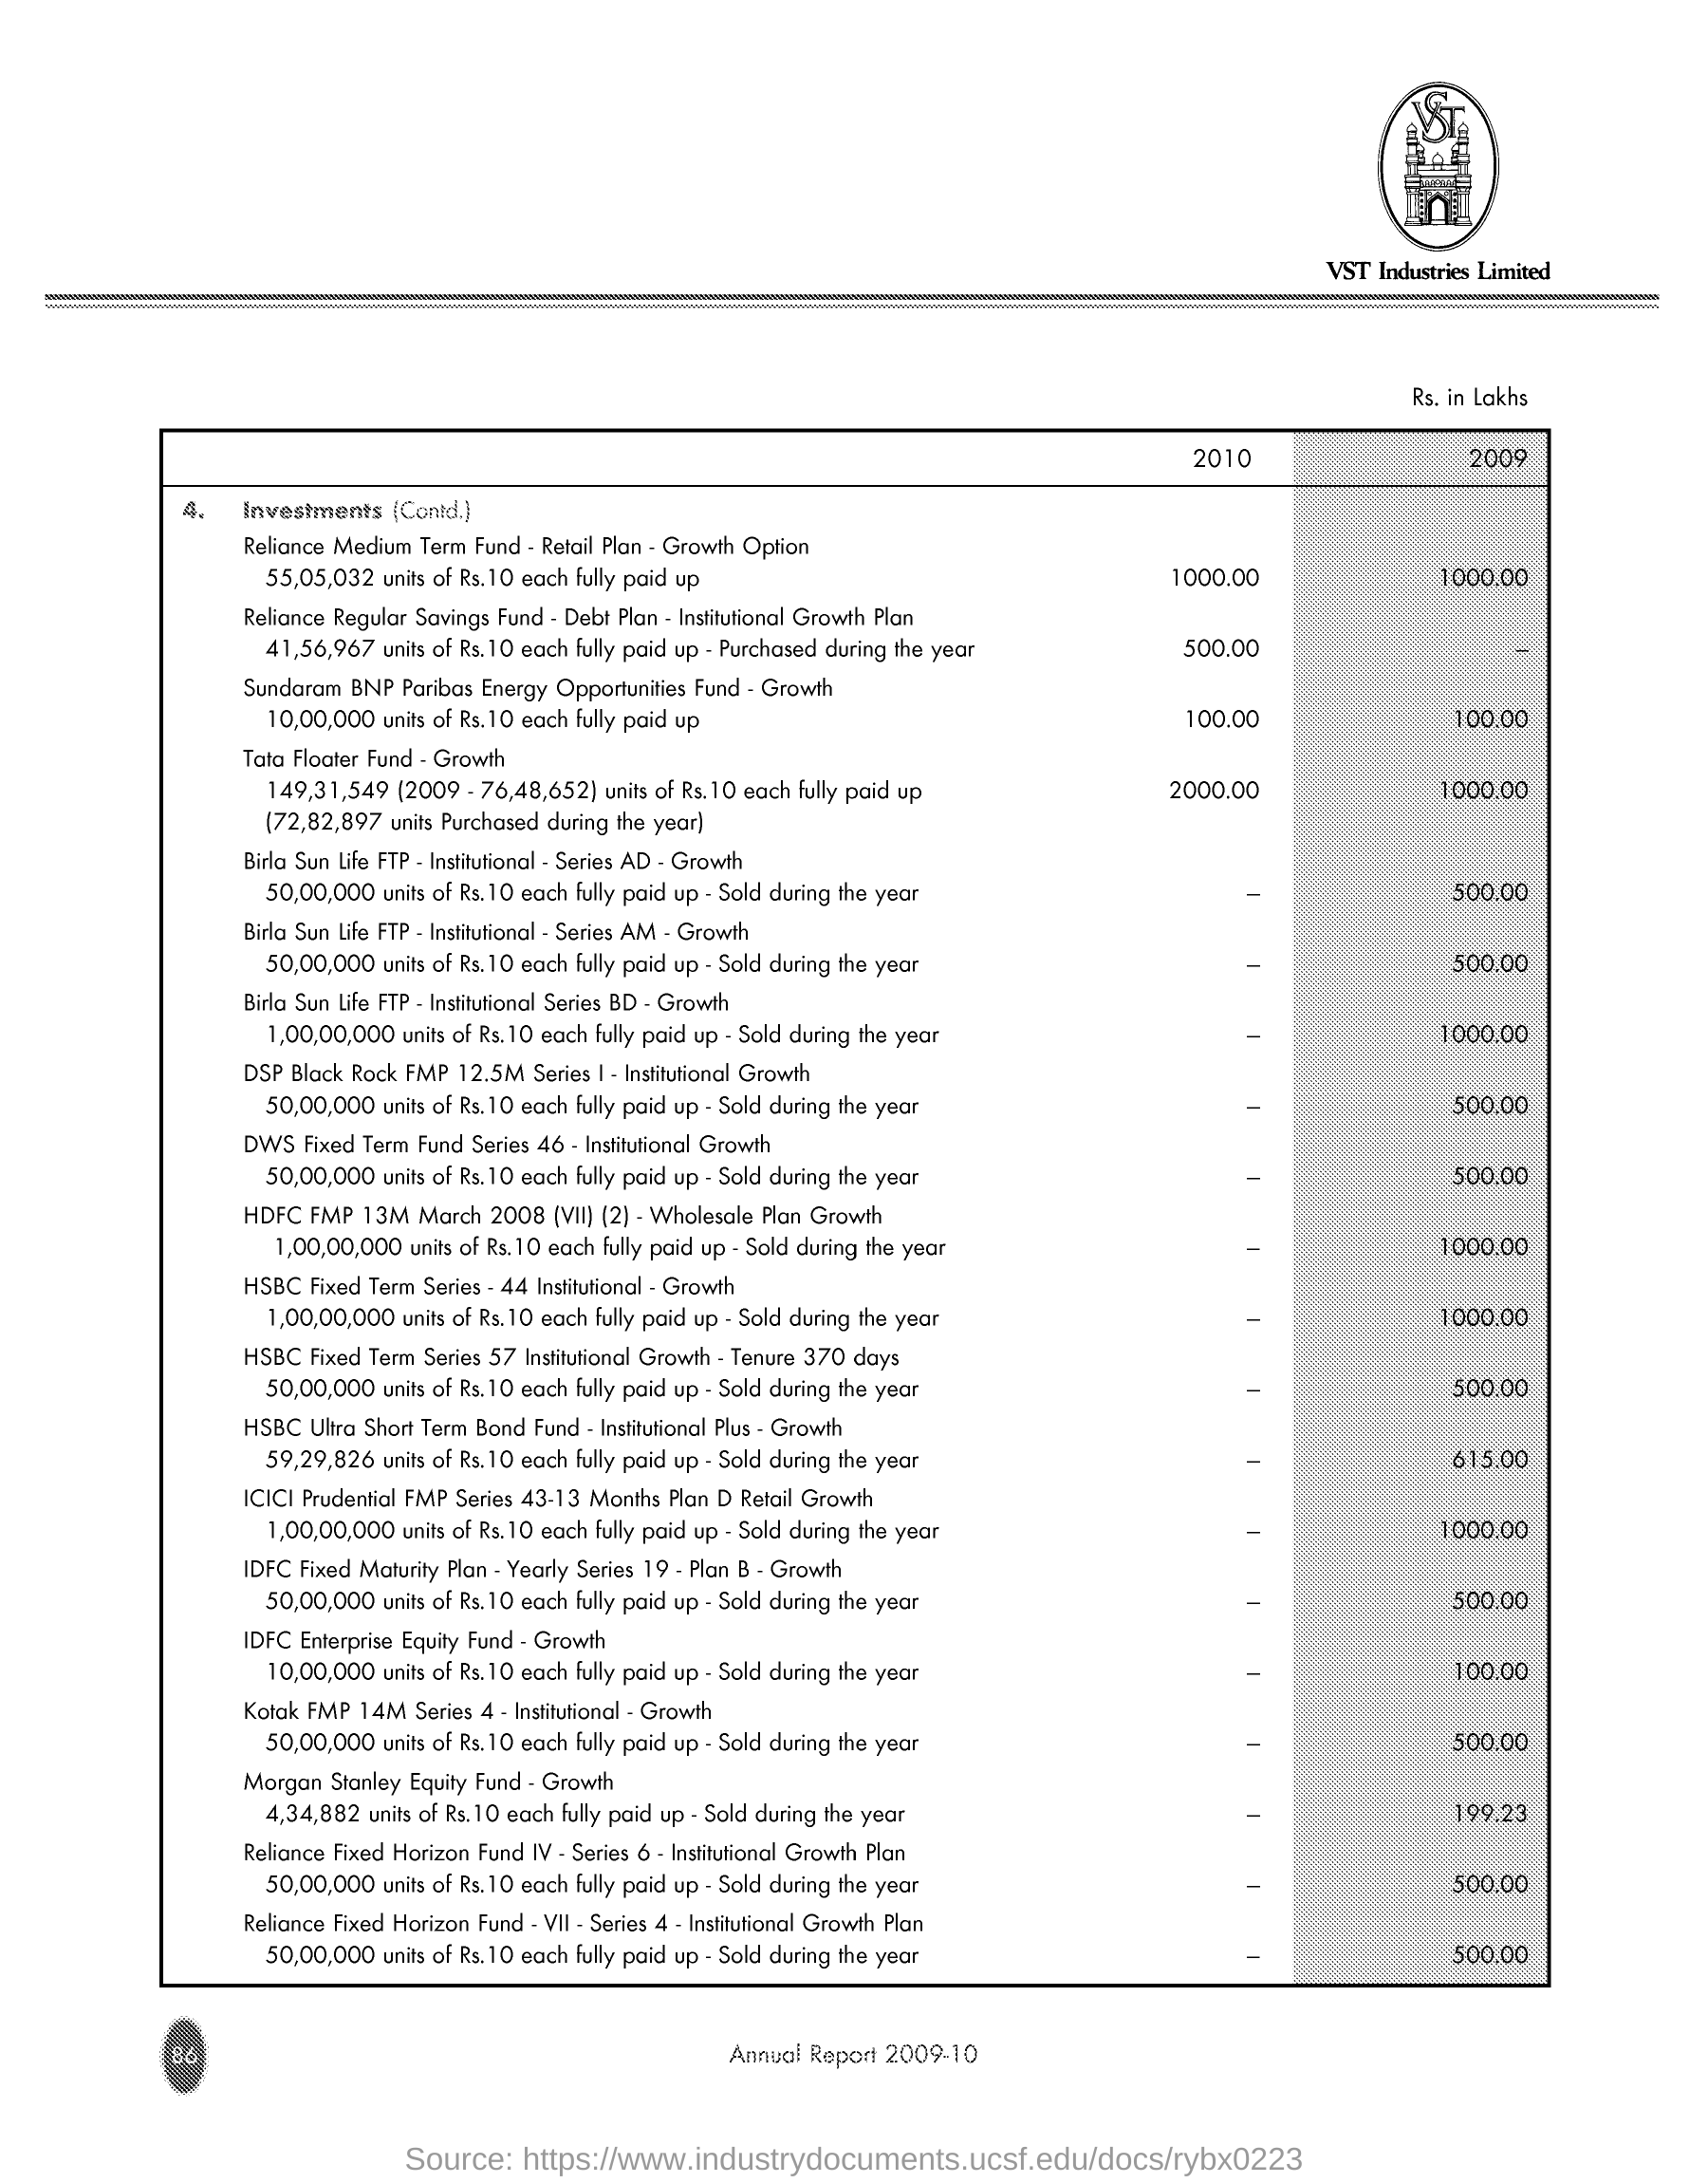 VST
VST Industries Limited
Rs. in Lakhs
2010 2009
4. Investments (Contd.)
Reliance Medium Term Fund - Retail Plan - Growth Option
55,05,032 units of Rs.10 each fully paid up 1000.00 1000.00
Reliance Regular Savings Fund - Debt Plan - Institutional Growth Plan
41,56,967 units of Rs.10 each fully paid up - Purchased during the year 500.00 –
Sundaram BNP Paribas Energy Opportunities Fund - Growth
10,00,000 units of Rs.10 each fully paid up 100.00 100.00
Tata Floater Fund - Growth
149,31,549 (2009 - 76,48,652) units of Rs.10 each fully paid up 2000.00 1000.00
(72,82,897 units Purchased during the year)
Birla Sun Life FTP - Institutional - Series AD - Growth
50,00,000 units of Rs.10 each fully paid up - Sold during the year – 500.00
Birla Sun Life FTP - Institutional - Series AM - Growth
50,00,000 units of Rs.10 each fully paid up - Sold during the year – 500.00
Birla Sun Life FTP - Institutional Series BD - Growth
1,00,00,000 units of Rs.10 each fully paid up - Sold during the year – 1000.00
DSP Black Rock FMP 12.5M Series I - Institutional Growth
50,00,000 units of Rs.10 each fully paid up - Sold during the year – 500.00
DWS Fixed Term Fund Series 46 - Institutional Growth
50,00,000 units of Rs.10 each fully paid up - Sold during the year – 500.00
HDFC FMP 13M March 2008 (VII) (2) - Wholesale Plan Growth
1,00,00,000 units of Rs.10 each fully paid up - Sold during the year – 1000.00
HSBC Fixed Term Series - 44 Institutional - Growth
1,00,00,000 units of Rs.10 each fully paid up - Sold during the year – 1000.00
HSBC Fixed Term Series 57 Institutional Growth - Tenure 370 days
50,00,000 units of Rs.10 each fully paid up - Sold during the year – 500.00
HSBC Ultra Short Term Bond Fund - Institutional Plus - Growth
59,29,826 units of Rs.10 each fully paid up - Sold during the year – 615.00
ICICI Prudential FMP Series 43-13 Months Plan D Retail Growth
1,00,00,000 units of Rs.10 each fully paid up - Sold during the year – 1000.00
IDFC Fixed Maturity Plan - Yearly Series 19 - Plan B - Growth
50,00,000 units of Rs.10 each fully paid up - Sold during the year – 500.00
IDFC Enterprise Equity Fund - Growth
10,00,000 units of Rs.10 each fully paid up - Sold during the year – 100.00
Kotak FMP 14M Series 4 - Institutional - Growth
50,00,000 units of Rs.10 each fully paid up - Sold during the year – 500.00
Morgan Stanley Equity Fund - Growth
4,34,882 units of Rs.10 each fully paid up - Sold during the year – 199.23
Reliance Fixed Horizon Fund IV - Series 6 - Institutional Growth Plan
50,00,000 units of Rs.10 each fully paid up - Sold during the year – 500.00
Reliance Fixed Horizon Fund - VII - Series 4 - Institutional Growth Plan
50,00,000 units of Rs.10 each fully paid up - Sold during the year – 500.00
86
Annual Report 2009-10
Source: https://www.industrydocuments.ucsf.edu/docs/rybx0223